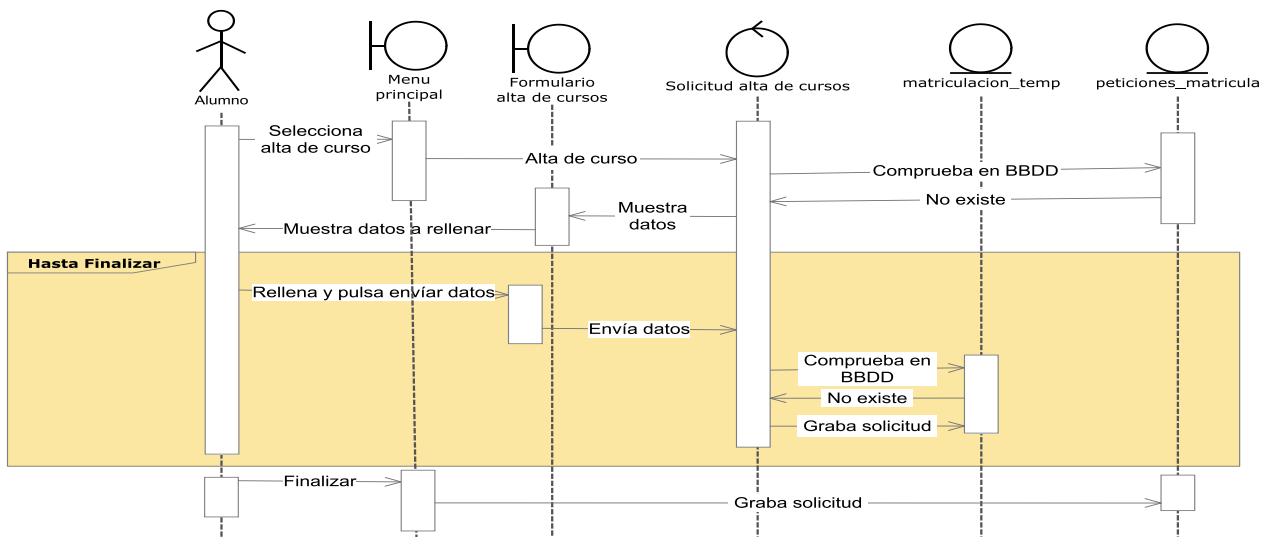 Alumno
Menu
principal
Formulario
alta de cursos
Solicitud alta de cursos
matriculacion_temp
peticiones_matricula
Selecciona
alta de curso
Alta de curso
Comprueba en BBDD
No existe
Muestra
datos
Muestra datos a rellenar
Hasta Finalizar
Rellena y pulsa envíar datos
Envía datos
Comprueba en
BBDD
No existe
Graba solicitud
Finalizar
Graba solicitud